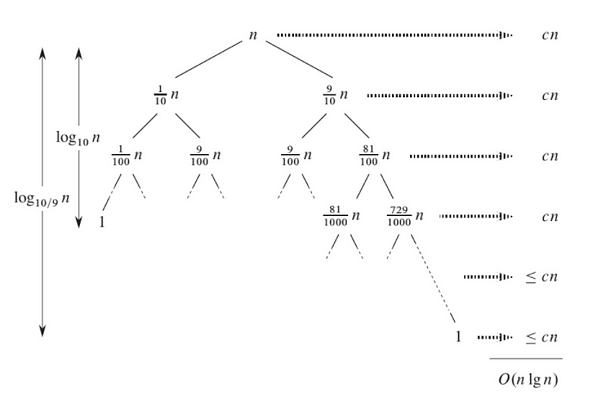 n cn
1/10 n 9/10 n cn
log10 n
1/100 n 9/100 n 9/100 n 81/100 n cn
log10/9 n
1 81/1000 n 729/1000 n cn
≤ cn
1 ≤ cn
O(n lg n)